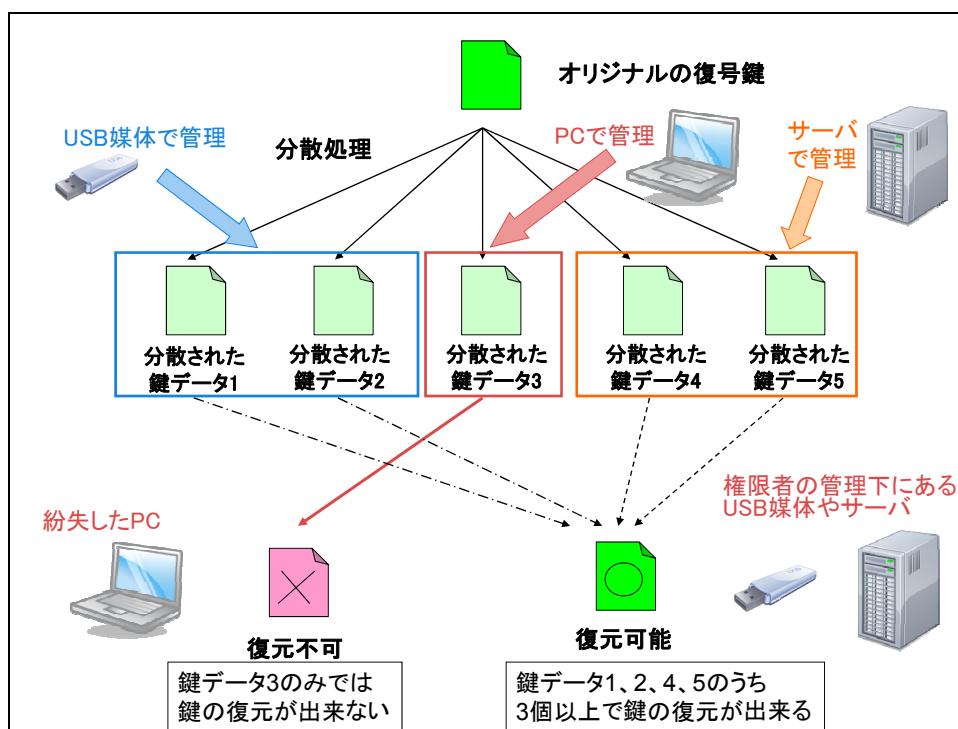 オリジナルの復号鍵
USB媒体で管理
分散処理
PCで管理
サーバ
で管理
分散された
鍵データ1
分散された
鍵データ2
分散された
鍵データ3
分散された
鍵データ4
分散された
鍵データ5
紛失したPC
権限者の管理下にある
USB媒体やサーバ
復元不可
復元可能
鍵データ3のみでは
鍵の復元が出来ない
鍵データ1、2、4、5のうち
3個以上で鍵の復元が出来る